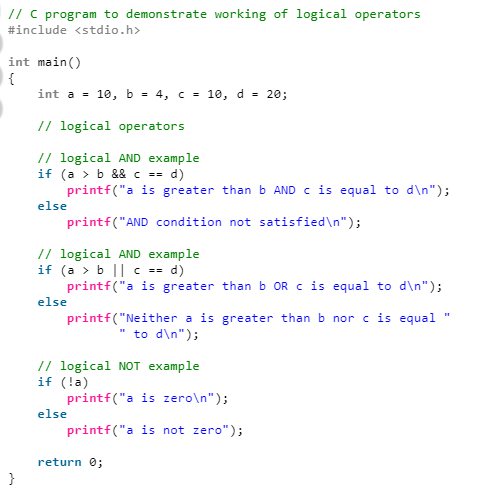 // C program to demonstrate working of logical operators
#include <stdio.h>
int main()
{
    int a = 10, b = 4, c = 10, d = 20;
    // logical operators
    // logical AND example
    if (a > b && c == d)
        printf("a is greater than b AND c is equal to d\n");
    else
        printf("AND condition not satisfied\n");
    // logical AND example
    if (a > b || c == d)
        printf("a is greater than b OR c is equal to d\n");
    else
        printf("Neither a is greater than b nor c is equal "
               " to d\n");
    // logical NOT example
    if (!a)
        printf("a is zero\n");
    else
        printf("a is not zero");
    return 0;
}